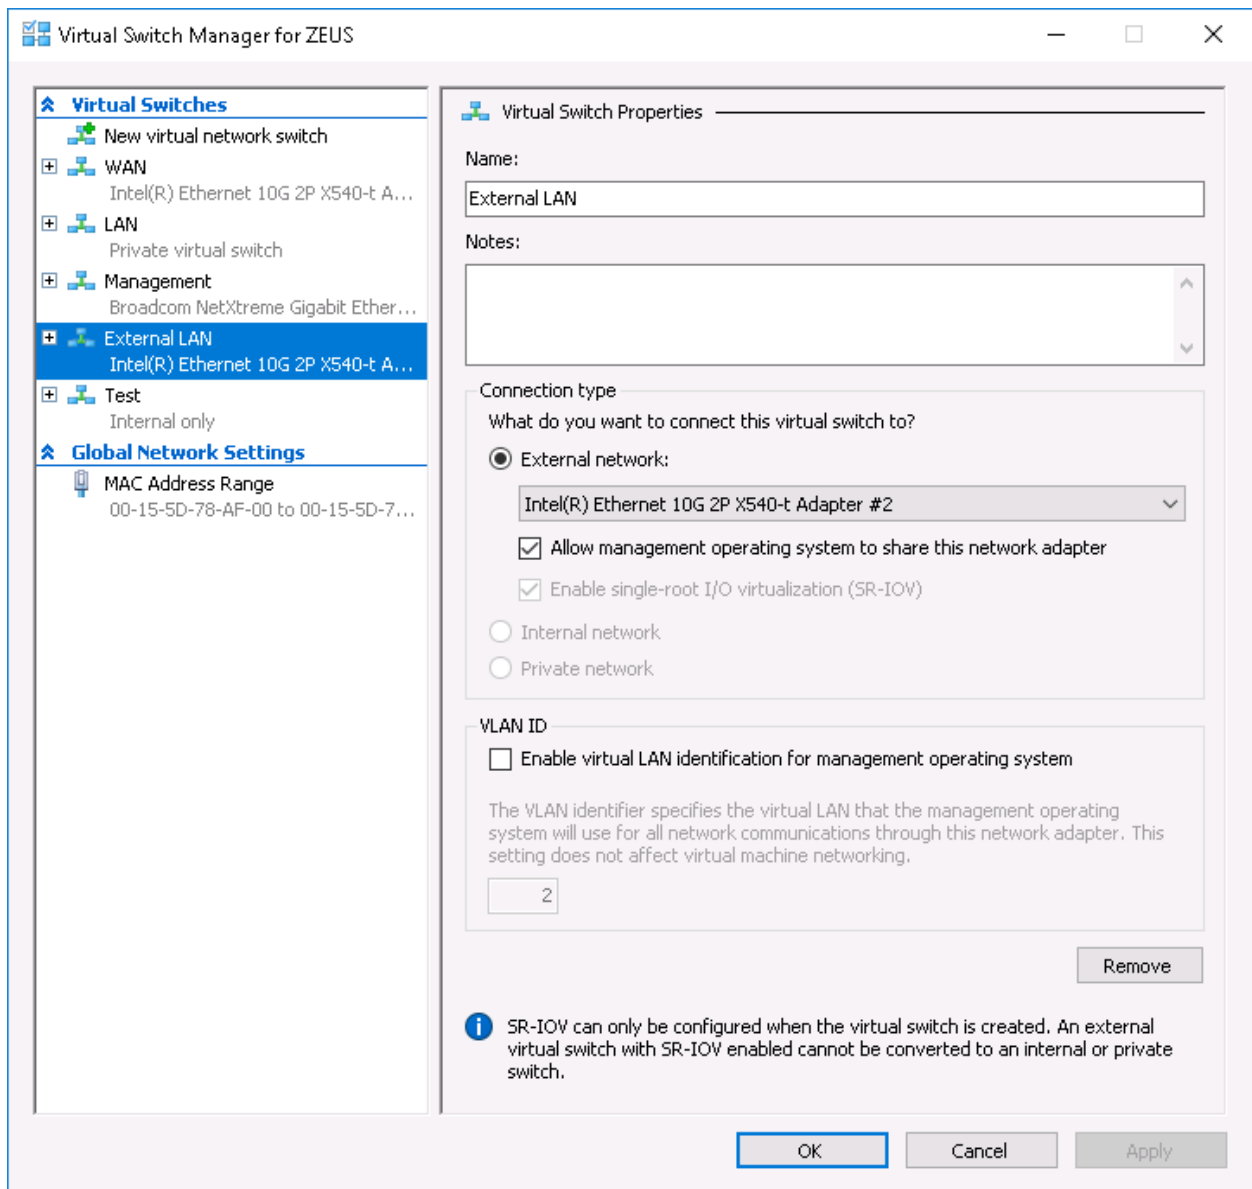 Virtual Switch Manager for ZEUS
Virtual Switches
New virtual network switch
WAN
Intel(R) Ethernet 10G 2P X540-t A...
LAN
Private virtual switch
Management
Broadcom NetXtreme Gigabit Ether...
External LAN
Intel(R) Ethernet 10G 2P X540-t A...
Test
Internal only
Global Network Settings
MAC Address Range
00-15-5D-78-AF-00 to 00-15-5D-7...
Virtual Switch Properties
Name:
External LAN
Notes:
Connection type
What do you want to connect this virtual switch to?
External network:
Intel(R) Ethernet 10G 2P X540-t Adapter #2
Allow management operating system to share this network adapter
Enable single-root I/O virtualization (SR-IOV)
Internal network
Private network
VLAN ID
Enable virtual LAN identification for management operating system
The VLAN identifier specifies the virtual LAN that the management operating
system will use for all network communications through this network adapter. This
setting does not affect virtual machine networking.
2
Remove
SR-IOV can only be configured when the virtual switch is created. An external
virtual switch with SR-IOV enabled cannot be converted to an internal or private
switch.
OK
Cancel
Apply